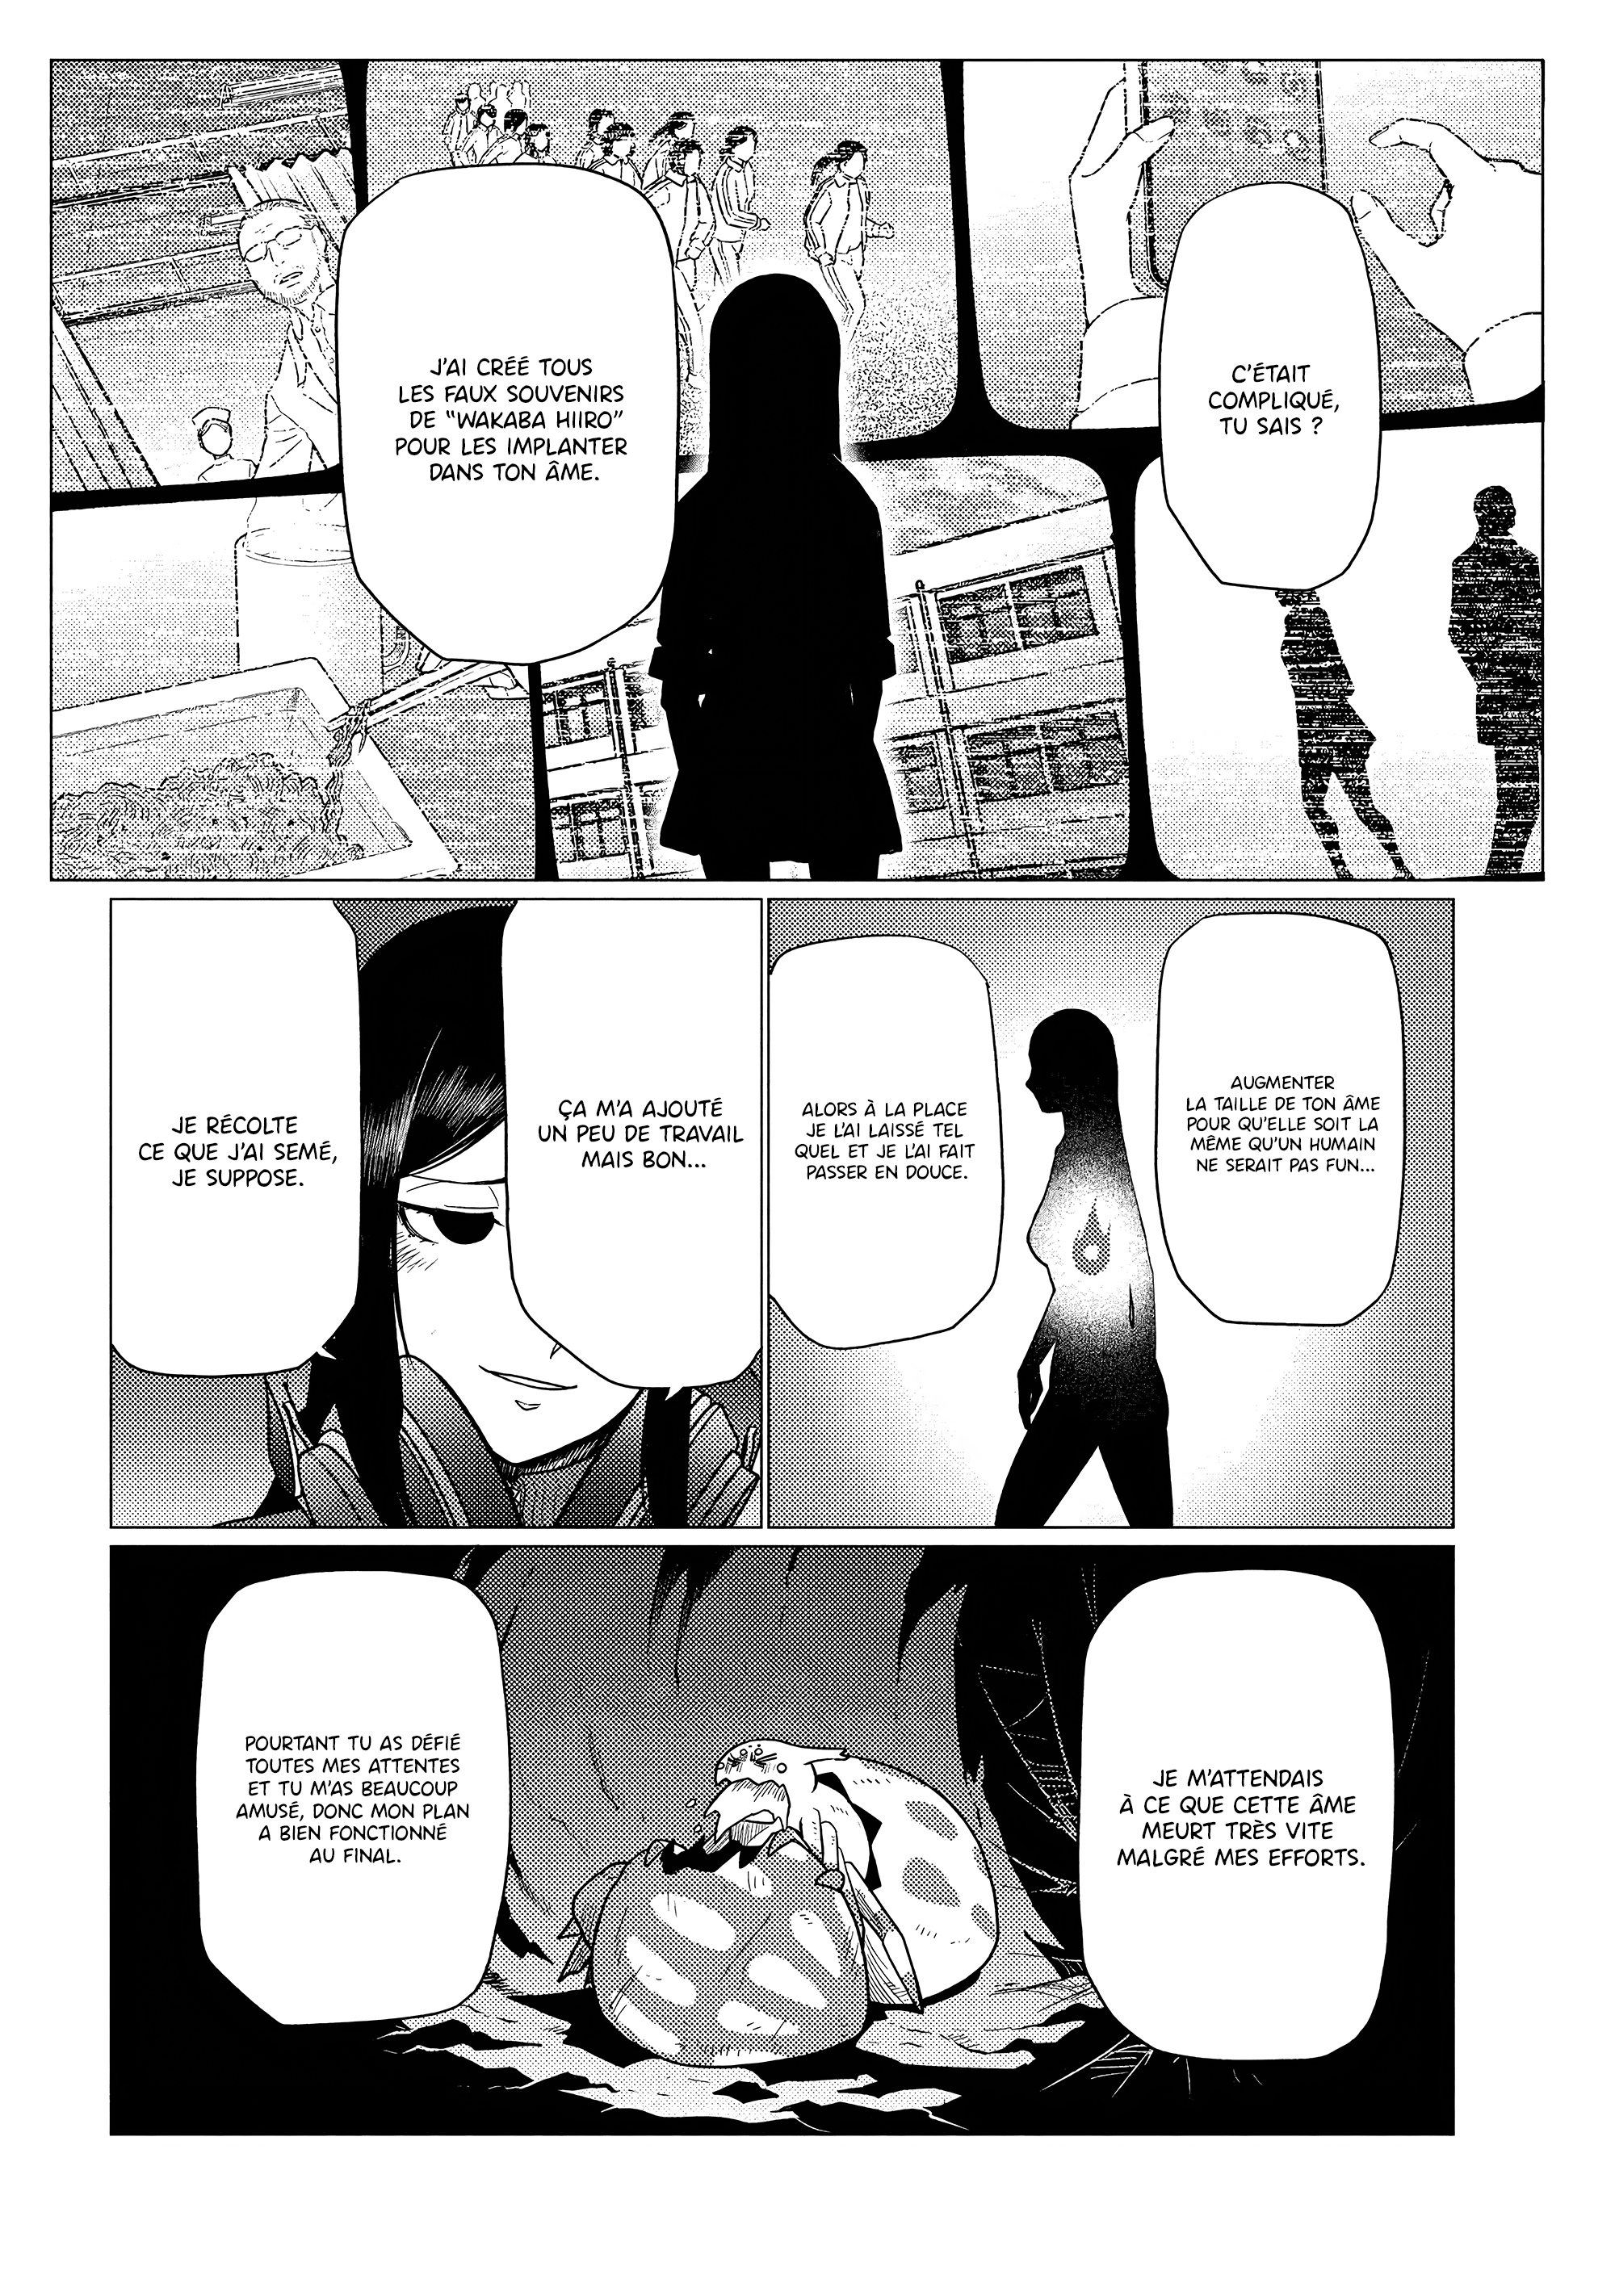 C'ÉTAIT
COMPLIQUÉ,
TU SAIS ?
J'AI CRÉÉ TOUS
LES FAUX SOUVENIRS
DE "WAKABA HIIRO"
POUR LES IMPLANTER
DANS TON ÂME.
AUGMENTER
LA TAILLE DE TON ÂME
POUR QU'ELLE SOIT LA
MÊME QU'UN HUMAIN
NE SERAIT PAS FUN...
ALORS À LA PLACE
JE L'AI LAISSÉ TEL
QUEL ET JE L'AI FAIT
PASSER EN DOUCE.
ÇA M'A AJOUTÉ
UN PEU DE TRAVAIL
MAIS BON...
JE RÉCOLTE
CE QUE J'AI SEMÉ,
JE SUPPOSE.
JE M'ATTENDAIS
À CE QUE CETTE ÂME
MEURT TRÈS VITE
MALGRÉ MES EFFORTS.
POURTANT TU AS DÉFIÉ
TOUTES MES ATTENTES
ET TU M'AS BEAUCOUP
AMUSÉ, DONC MON PLAN
A BIEN FONCTIONNÉ
AU FINAL.